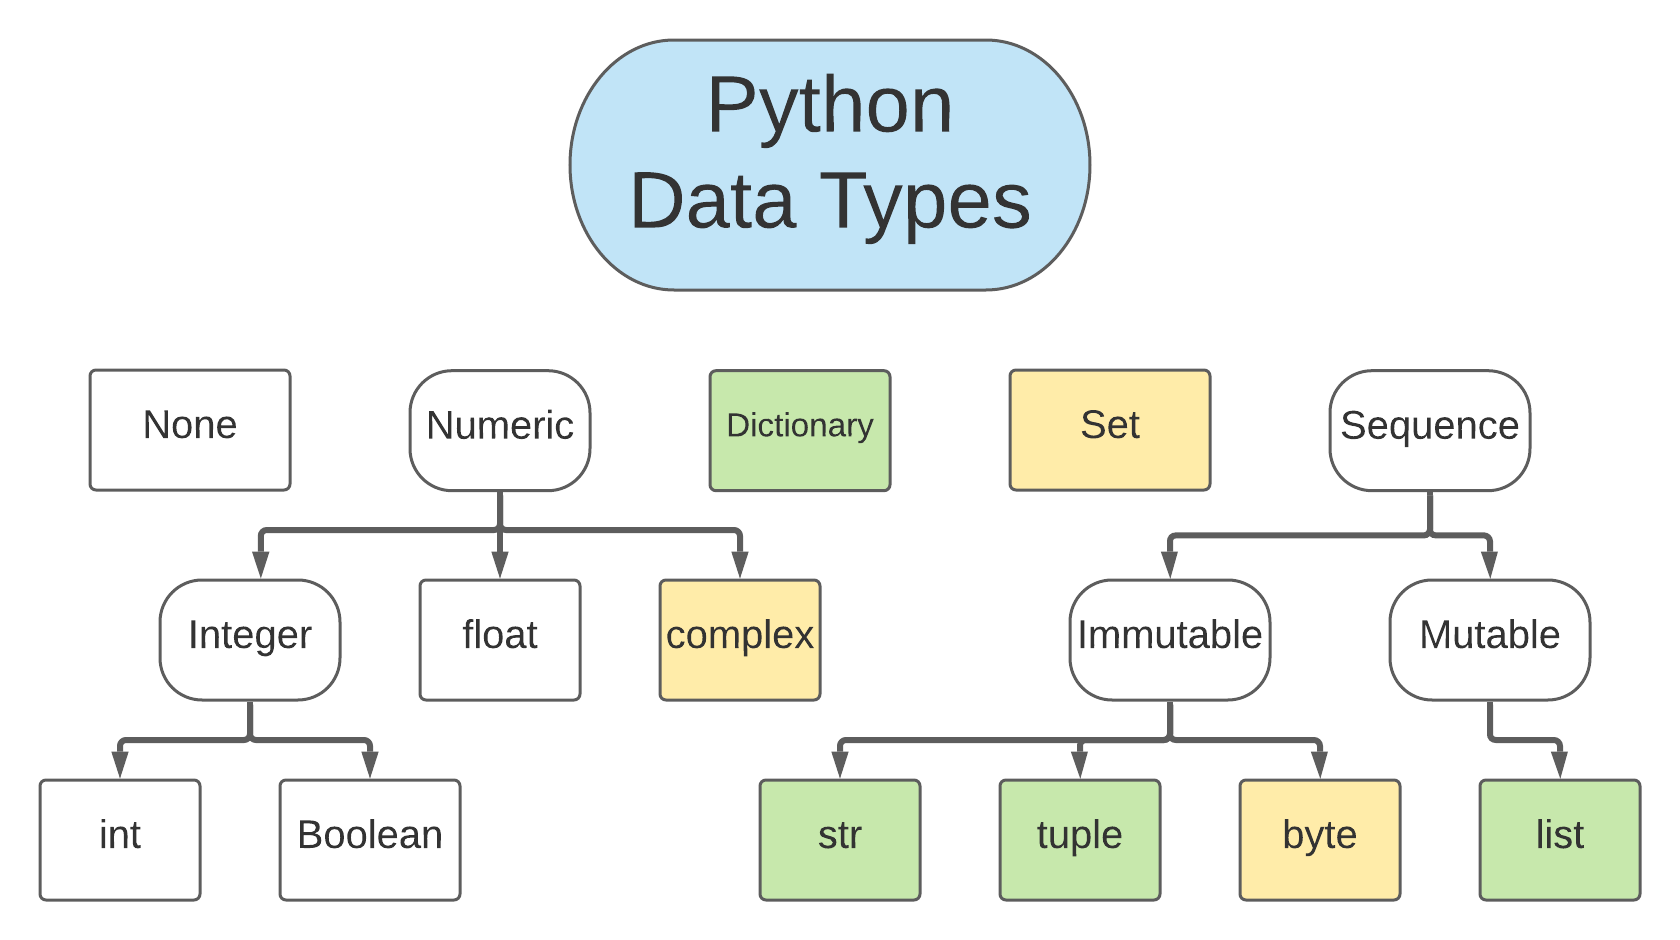 Python
Data Types
None
Numeric
Dictionary
Set
Sequence
Integer
float
complex
Immutable
Mutable
int
Boolean
str
tuple
byte
list